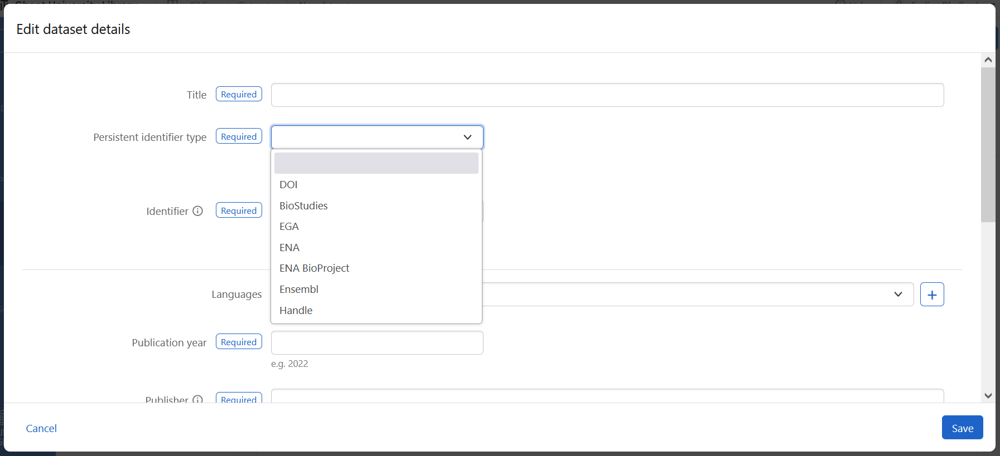 Edit dataset details
Title Required
Persistent identifier type Required
DOI
BioStudies
Identifier Required
EGA
ENA
ENA BioProject
Languages
Ensembl
Handle
Publication year Required
e.g. 2022
Publisher Required
Cancel
Save